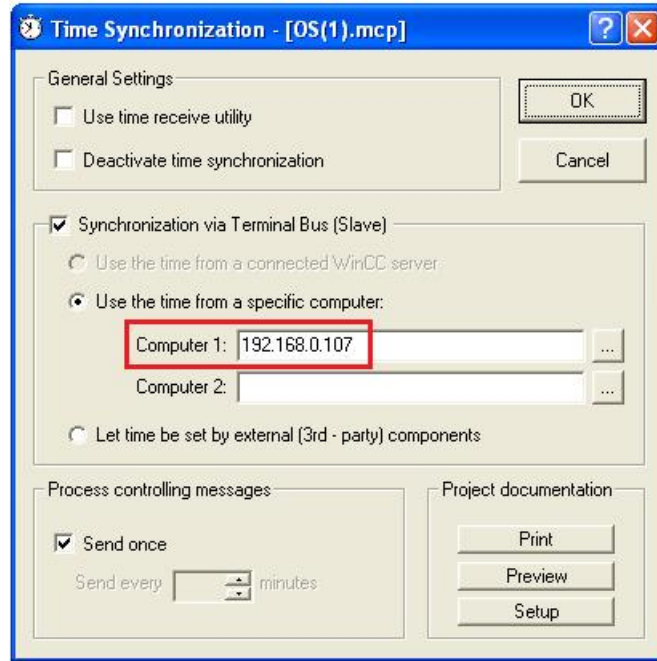 Time Synchronization - [OS(1).mcp]
General Settings
Use time receive utility
Deactivate time synchronization
OK
Cancel
Synchronization via Terminal Bus (Slave)
Use the time from a connected WinCC server
Use the time from a specific computer:
Computer 1: 192.168.0.107 ...
Computer 2: ...
Let time be set by external (3rd - party) components
Process controlling messages
Send once
Send every minutes
Project documentation
Print
Preview
Setup